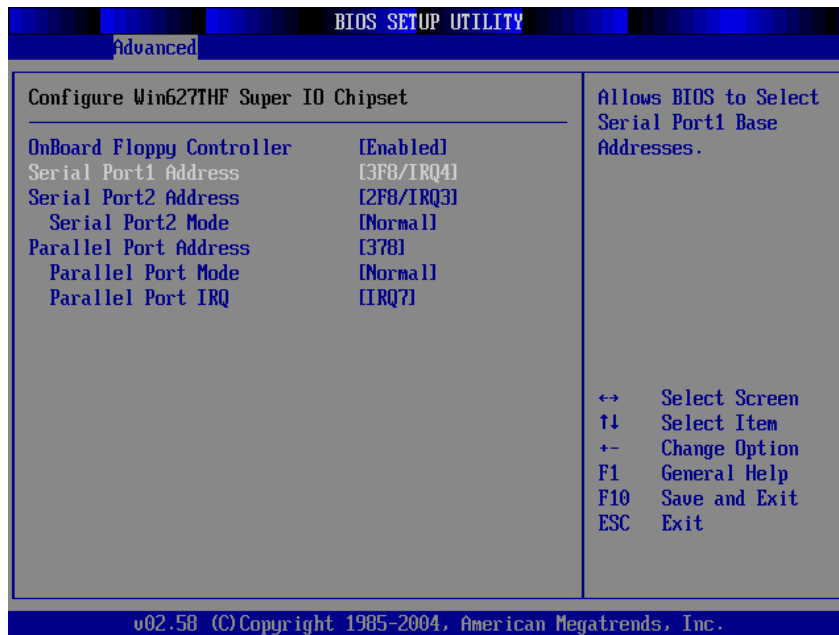 BIOS SETUP UTILITY
Advanced
Configure Win627THF Super IO Chipset
OnBoard Floppy Controller [Enabled]
Serial Port1 Address [3F8/IRQ4]
Serial Port2 Address [2F8/IRQ3]
Serial Port2 Mode [Normal]
Parallel Port Address [378]
Parallel Port Mode [Normal]
Parallel Port IRQ [IRQ7]
Allows BIOS to Select
Serial Port1 Base
Addresses.
↔ Select Screen
↑↓ Select Item
+- Change Option
F1 General Help
F10 Save and Exit
ESC Exit
v02.58 (C)Copyright 1985-2004, American Megatrends, Inc.